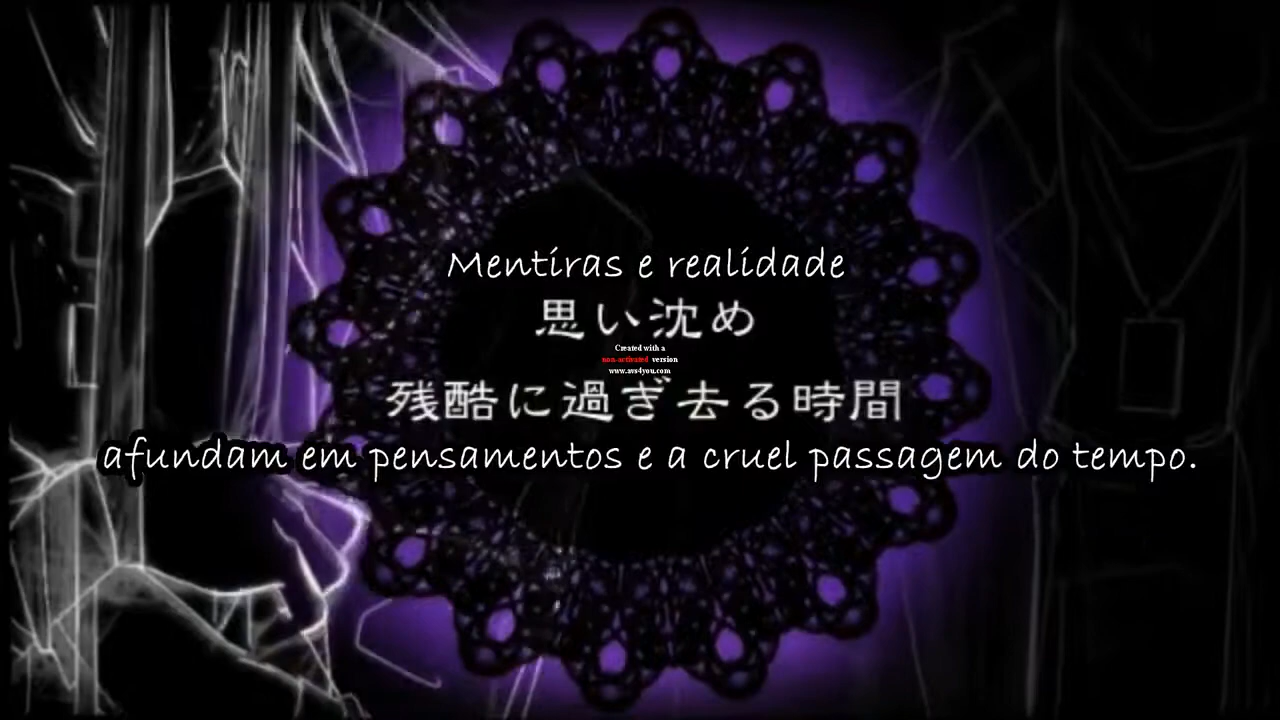 Mentiras e realidade
思い沈め
Created with a
non-activated version
www.avs4you.com
残酷に過ぎ去る時間
afundam em pensamentos e a cruel passagem do tempo.